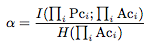 α = I(∏ᵢ Pcᵢ; ∏ᵢ Acᵢ) / H(∏ᵢ Acᵢ)